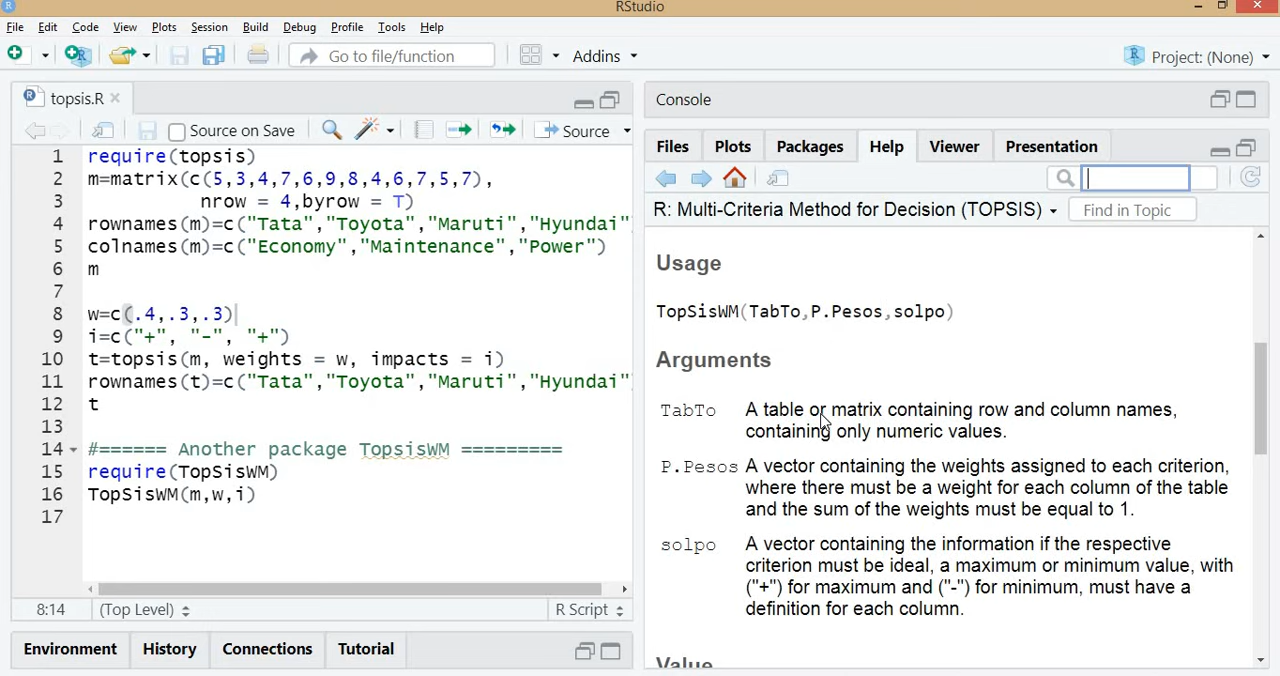 RStudio
File Edit Code View Plots Session Build Debug Profile Tools Help
Go to file/function Addins Project: (None)
topsis.R
Source on Save Source
1 require(topsis)
2 m=matrix(c(5,3,4,7,6,9,8,4,6,7,5,7),
3 nrow = 4,byrow = T)
4 rownames(m)=c("Tata","Toyota","Maruti","Hyundai"
5 colnames(m)=c("Economy","Maintenance","Power")
6 m
7
8 w=c(.4,.3,.3)
9 i=c("+", "-", "+")
10 t=topsis(m, weights = w, impacts = i)
11 rownames(t)=c("Tata","Toyota","Maruti","Hyundai"
12 t
13
14 #====== Another package TopsisWM =========
15 require(TopSisWM)
16 TopSisWM(m,w,i)
17
8:14 (Top Level) R Script
Environment History Connections Tutorial
Console
Files Plots Packages Help Viewer Presentation
R: Multi-Criteria Method for Decision (TOPSIS) Find in Topic
Usage
TopSisWM(TabTo,P.Pesos,solpo)
Arguments
TabTo A table or matrix containing row and column names,
containing only numeric values.
P.Pesos A vector containing the weights assigned to each criterion,
where there must be a weight for each column of the table
and the sum of the weights must be equal to 1.
solpo A vector containing the information if the respective
criterion must be ideal, a maximum or minimum value, with
("+") for maximum and ("-") for minimum, must have a
definition for each column.
Value